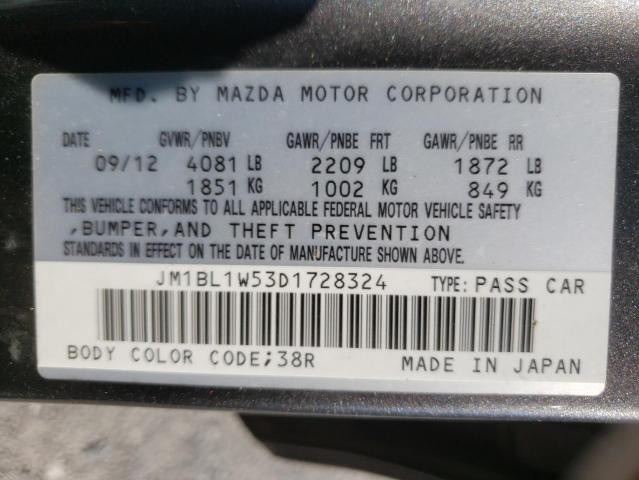 MFD. BY MAZDA MOTOR CORPORATION
DATE GVWR/PNBV GAWR/PNBE FRT GAWR/PNBE RR
09/12 4081 LB 2209 LB 1872 LB
1851 KG 1002 KG 849 KG
THIS VEHICLE CONFORMS TO ALL APPLICABLE FEDERAL MOTOR VEHICLE SAFETY
,BUMPER,AND THEFT PREVENTION
STANDARDS IN EFFECT ON THE DATE OF MANUFACTURE SHOWN ABOVE.
JM1BL1W53D1728324 TYPE: PASS CAR
BODY COLOR CODE;38R MADE IN JAPAN